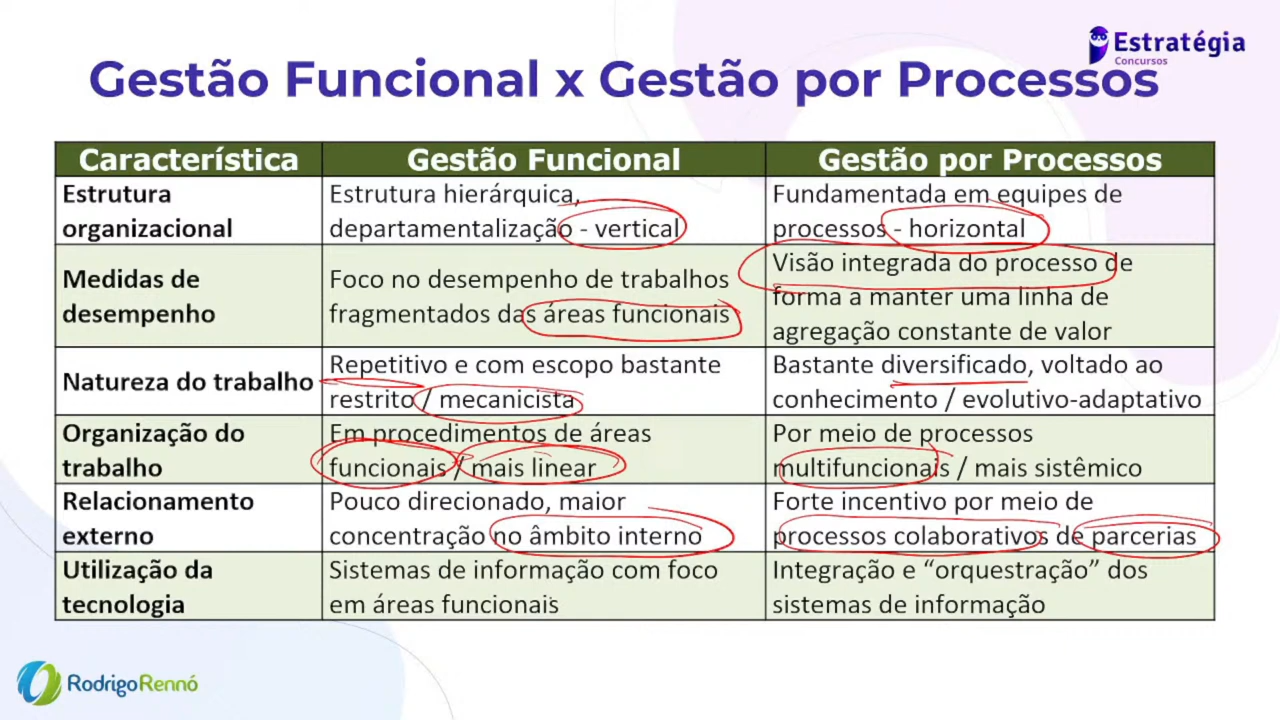 Estratégia
Concursos
Gestão Funcional x Gestão por Processos
Característica
Gestão Funcional
Gestão por Processos
Estrutura
organizacional
Estrutura hierárquica,
departamentalização - vertical
Fundamentada em equipes de
processos - horizontal
Medidas de
desempenho
Foco no desempenho de trabalhos
fragmentados das áreas funcionais
Visão integrada do processo de
forma a manter uma linha de
agregação constante de valor
Natureza do trabalho
Repetitivo e com escopo bastante
restrito / mecanicista
Bastante diversificado, voltado ao
conhecimento / evolutivo-adaptativo
Organização do
trabalho
Em procedimentos de áreas
funcionais / mais linear
Por meio de processos
multifuncionais / mais sistêmico
Relacionamento
externo
Pouco direcionado, maior
concentração no âmbito interno
Forte incentivo por meio de
processos colaborativos de parcerias
Utilização da
tecnologia
Sistemas de informação com foco
em áreas funcionais
Integração e “orquestração” dos
sistemas de informação
RodrigoRennó